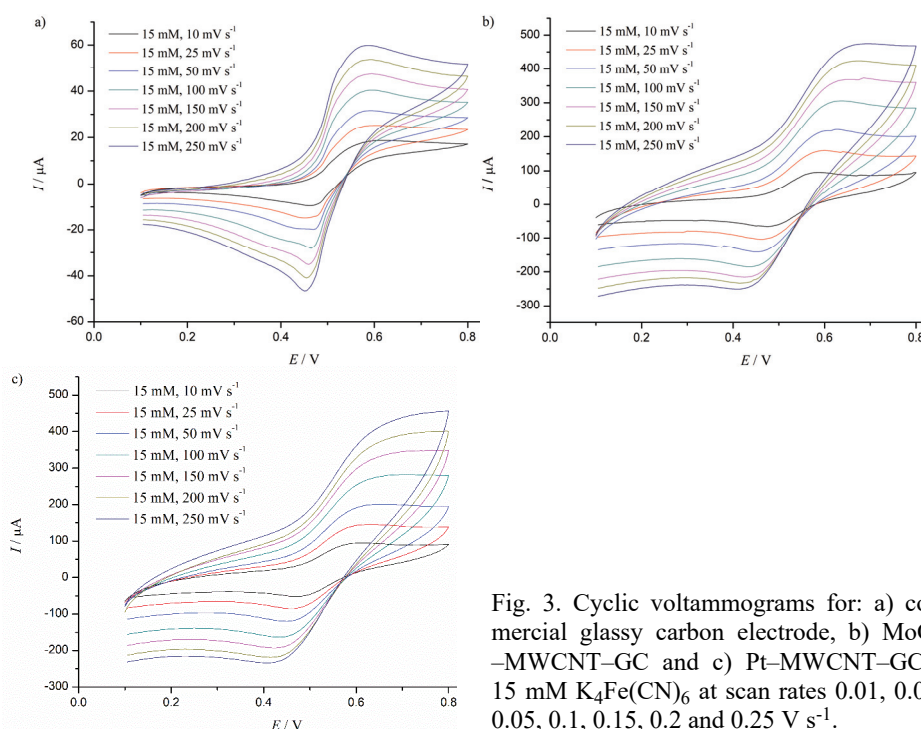 a)
15 mM, 10 mV s⁻¹
15 mM, 25 mV s⁻¹
15 mM, 50 mV s⁻¹
15 mM, 100 mV s⁻¹
15 mM, 150 mV s⁻¹
15 mM, 200 mV s⁻¹
15 mM, 250 mV s⁻¹
60
40
20
0
-20
-40
-60
I / μA
0.0 0.2 0.4 0.6 0.8
E / V
b)
15 mM, 10 mV s⁻¹
15 mM, 25 mV s⁻¹
15 mM, 50 mV s⁻¹
15 mM, 100 mV s⁻¹
15 mM, 150 mV s⁻¹
15 mM, 200 mV s⁻¹
15 mM, 250 mV s⁻¹
500
400
300
200
100
0
-100
-200
-300
I / μA
0.0 0.2 0.4 0.6 0.8
E / V
c)
15 mM, 10 mV s⁻¹
15 mM, 25 mV s⁻¹
15 mM, 50 mV s⁻¹
15 mM, 100 mV s⁻¹
15 mM, 150 mV s⁻¹
15 mM, 200 mV s⁻¹
15 mM, 250 mV s⁻¹
500
400
300
200
100
0
-100
-200
-300
I / μA
0.0 0.2 0.4 0.6 0.8
E / V
Fig. 3. Cyclic voltammograms for: a) co
mercial glassy carbon electrode, b) MoC
–MWCNT–GC and c) Pt–MWCNT–GC
15 mM K₄Fe(CN)₆ at scan rates 0.01, 0.0
0.05, 0.1, 0.15, 0.2 and 0.25 V s⁻¹.